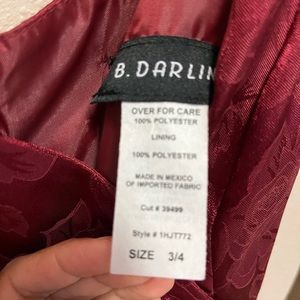 B. DARLIN
OVER FOR CARE
100% POLYESTER
LINING
100% POLYESTER
MADE IN MEXICO
OF IMPORTED FABRIC
Cut # 39499
Style # 1HJT772
SIZE 3/4